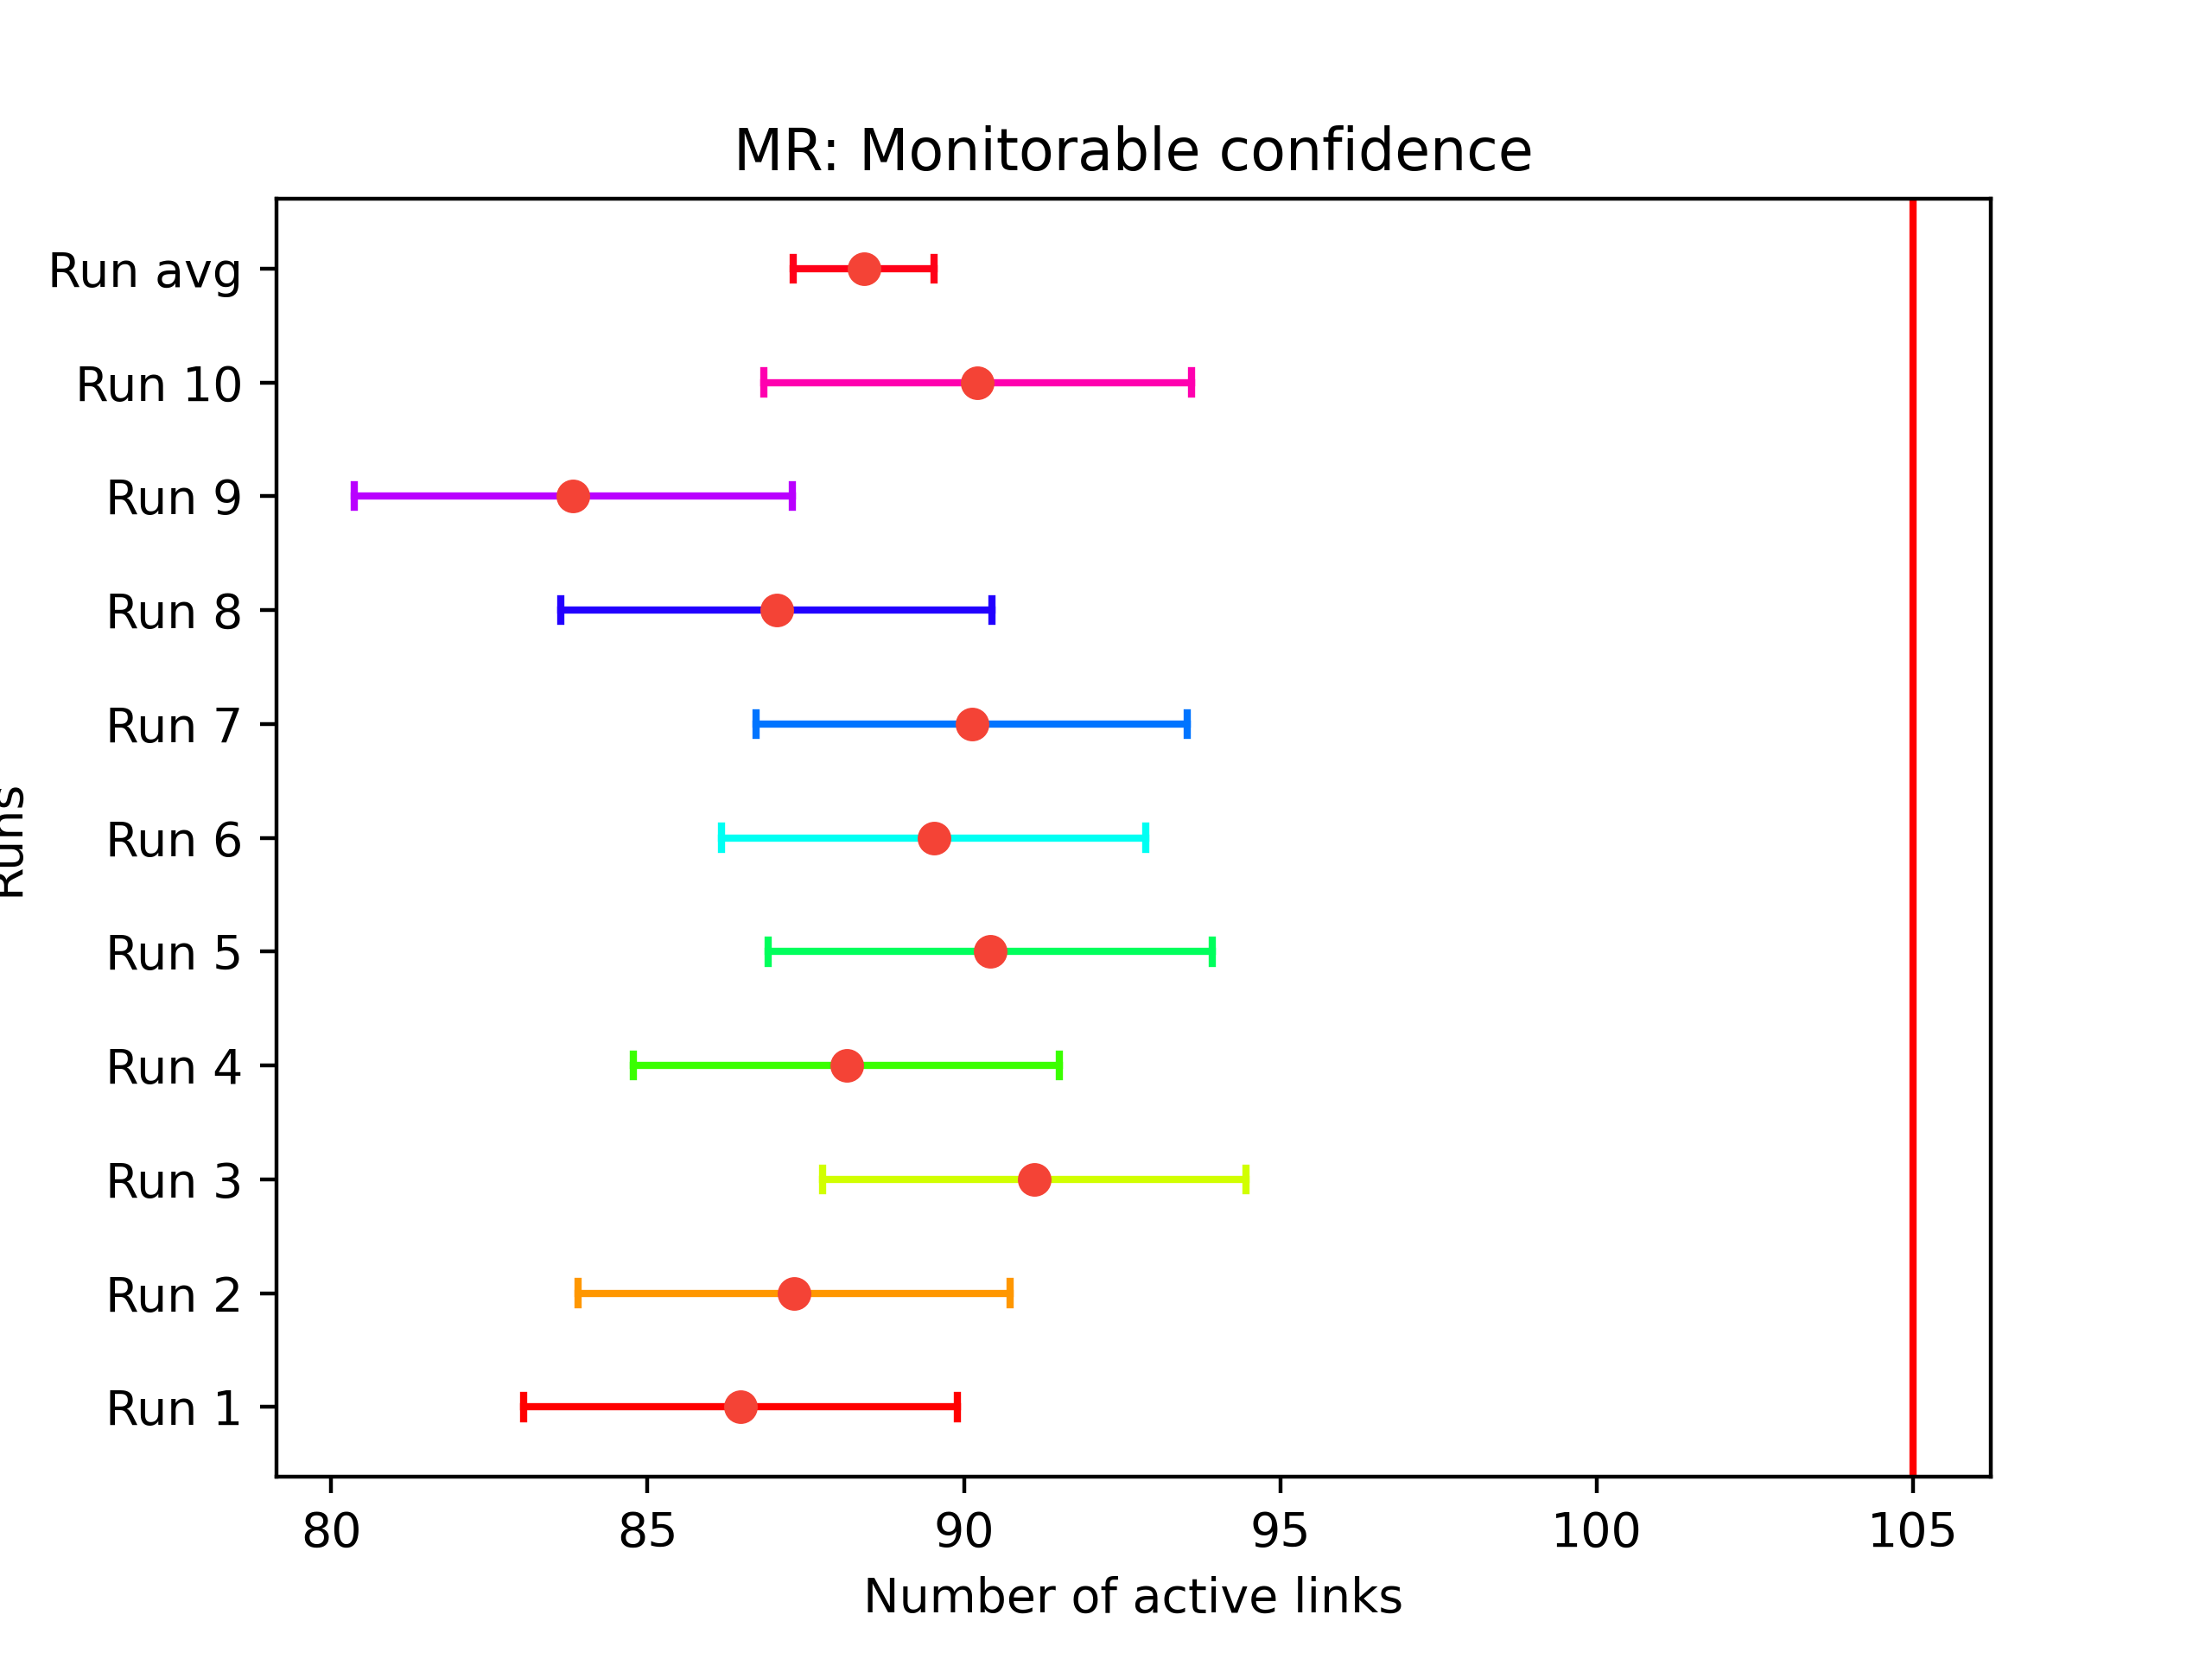 MR: Monitorable confidence
Run avg
Run 10
Run 9
Run 8
Run 7
Run 6
Run 5
Run 4
Run 3
Run 2
Run 1
Runs
80 85 90 95 100 105
Number of active links